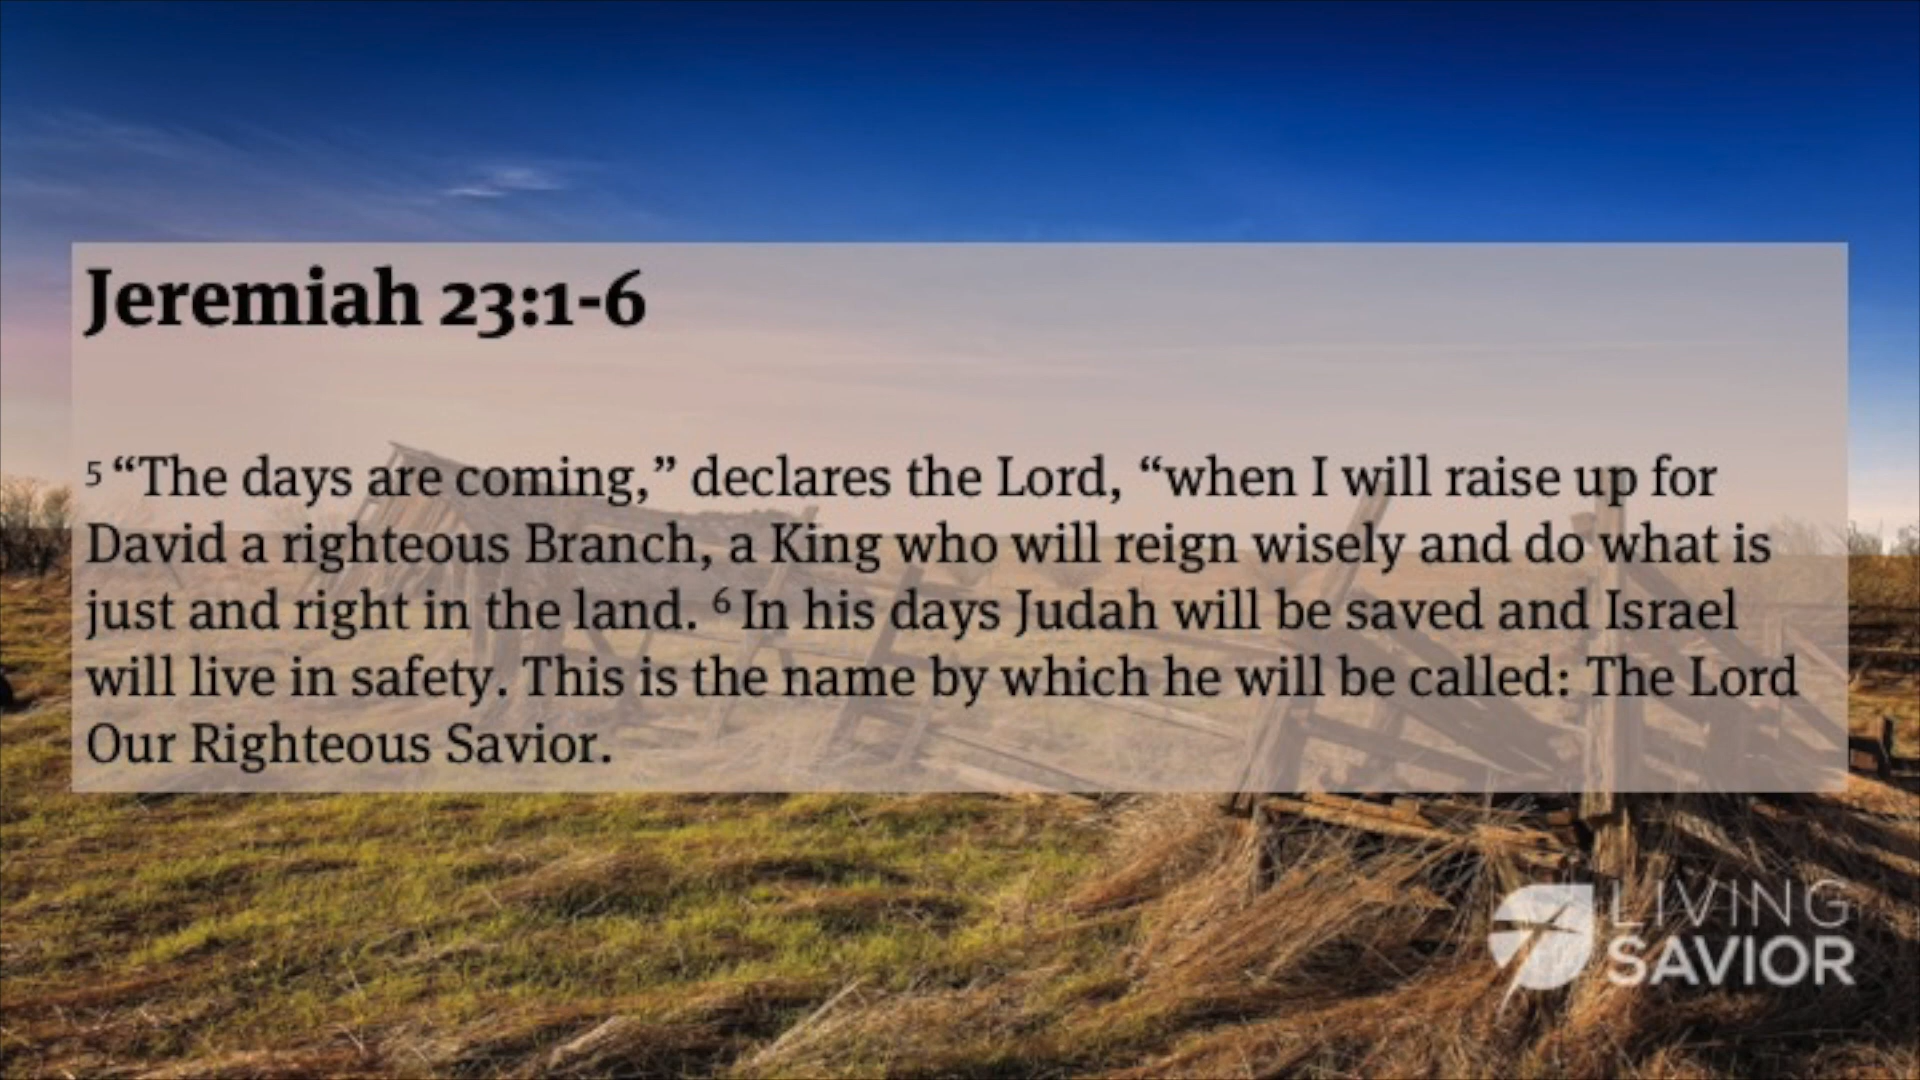 Jeremiah 23:1-6
5 “The days are coming,” declares the Lord, “when I will raise up for
David a righteous Branch, a King who will reign wisely and do what is
just and right in the land. 6 In his days Judah will be saved and Israel
will live in safety. This is the name by which he will be called: The Lord
Our Righteous Savior.
LIVING
SAVIOR